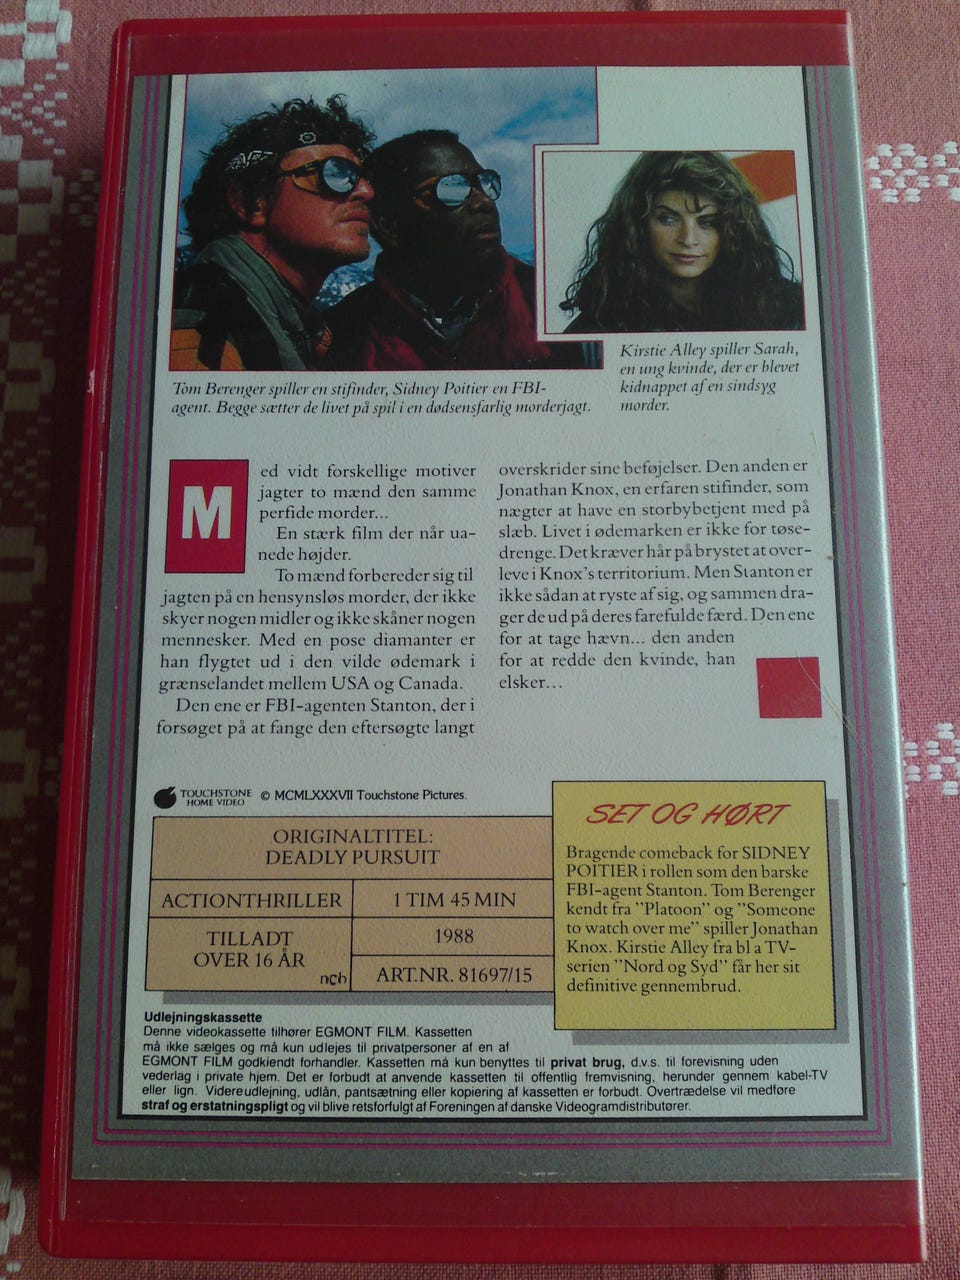 Tom Berenger spiller en stifinder, Sidney Poitier en FBI-
agent. Begge sætter de livet på spil i en dødsensfarlig morderjagt.
Kirstie Alley spiller Sarah,
en ung kvinde, der er blevet
kidnappet af en sindsyg
morder.
Med vidt forskellige motiver
jagter to mænd den samme
perfide morder...
En stærk film der når ua-
nede højder.
To mænd forbereder sig til
jagten på en hensynsløs morder, der ikke
skyer nogen midler og ikke skåner nogen
mennesker. Med en pose diamanter er
han flygtet ud i den vilde ødemark i
grænselandet mellem USA og Canada.
Den ene er FBI-agenten Stanton, der i
forsøget på at fange den eftersøgte langt
overskrider sine beføjelser. Den anden er
Jonathan Knox, en erfaren stifinder, som
nægter at have en storbybetjent med på
slæb. Livet i ødemarken er ikke for tøse-
drenge. Det kræver hår på brystet at over-
leve i Knox's territorium. Men Stanton er
ikke sådan at ryste af sig, og sammen dra-
ger de ud på deres farefulde færd. Den ene
for at tage hævn... den anden
for at redde den kvinde, han
elsker...
TOUCHSTONE
HOME VIDEO
© MCMLXXXVII Touchstone Pictures.
ORIGINALTITEL:
DEADLY PURSUIT
ACTIONTHRILLER
1 TIM 45 MIN
TILLADT
OVER 16 ÅR
nch
1988
ART.NR. 81697/15
SET OG HØRT
Bragende comeback for SIDNEY
POITIER i rollen som den barske
FBI-agent Stanton. Tom Berenger
kendt fra "Platoon" og "Someone
to watch over me" spiller Jonathan
Knox. Kirstie Alley fra bl a TV-
serien "Nord og Syd" får her sit
definitive gennembrud.
Udlejningskassette
Denne videokassette tilhører EGMONT FILM. Kassetten
må ikke sælges og må kun udlejes til privatpersoner af en af
EGMONT FILM godkiendt forhandler. Kassetten må kun benyttes til privat brug, d.v.s. til forevisning uden
vederlag i private hjem. Det er forbudt at anvende kassetten til offentlig fremvisning, herunder gennem kabel-TV
eller lign. Videreudlejning, udlån, pantsætning eller kopiering af kassetten er forbudt. Overtrædelse vil medføre
straf og erstatningspligt og vil blive retsforfulgt af Foreningen af danske Videogramdistributører.